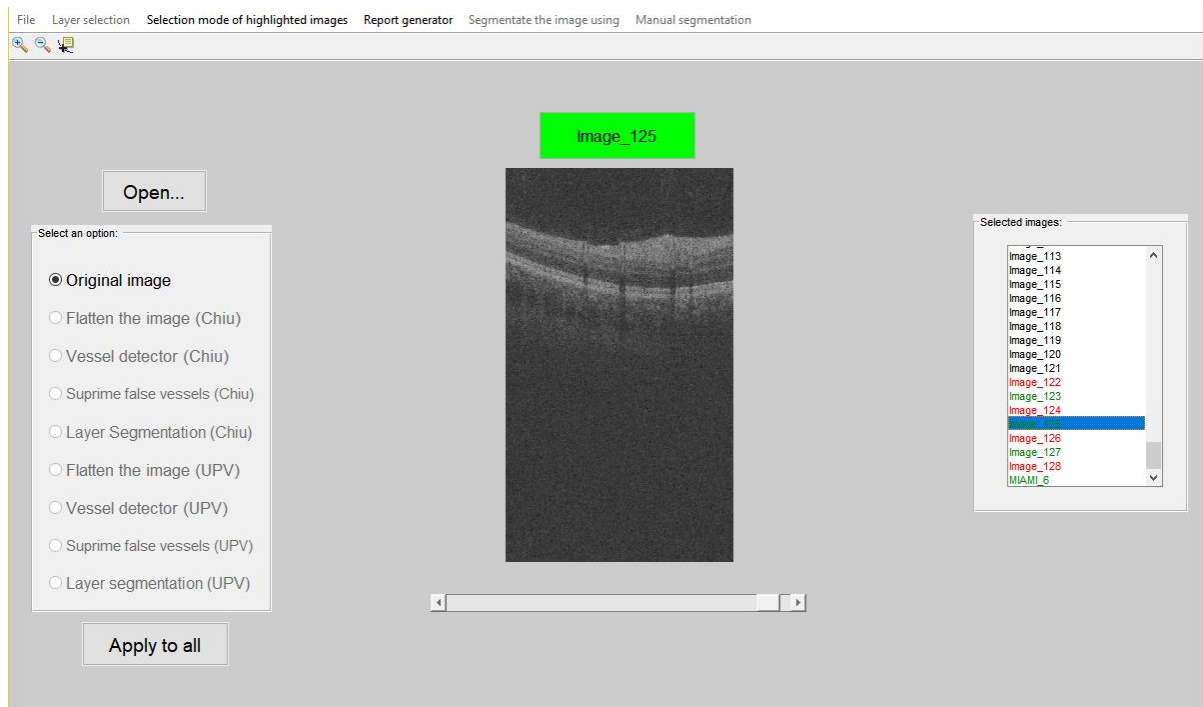 File Layer selection Selection mode of highlighted images Report generator Segmentate the image using Manual segmentation
Image_125
Open...
Select an option:
Original image
Flatten the image (Chiu)
Vessel detector (Chiu)
Suprime false vessels (Chiu)
Layer Segmentation (Chiu)
Flatten the image (UPV)
Vessel detector (UPV)
Suprime false vessels (UPV)
Layer segmentation (UPV)
Apply to all
Selected images:
Image_113
Image_114
Image_115
Image_116
Image_117
Image_118
Image_119
Image_120
Image_121
Image_122
Image_123
Image_124
Image_125
Image_126
Image_127
Image_128
MIAMI_6